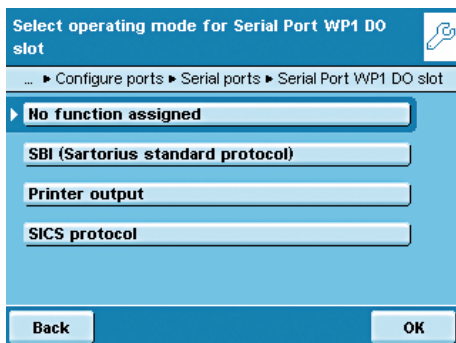 Select operating mode for Serial Port WP1 DO
slot
... ▸ Configure ports ▸ Serial ports ▸ Serial Port WP1 DO slot
No function assigned
SBI (Sartorius standard protocol)
Printer output
SICS protocol
Back
OK